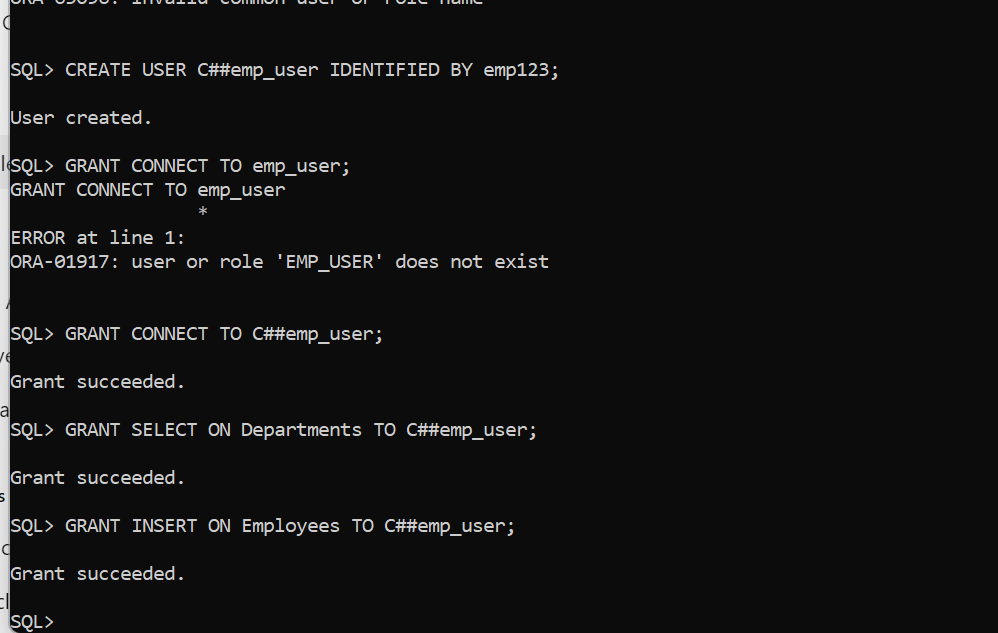 ORA-65096: invalid common user or role name
SQL> CREATE USER C##emp_user IDENTIFIED BY emp123;
User created.
SQL> GRANT CONNECT TO emp_user;
GRANT CONNECT TO emp_user
*
ERROR at line 1:
ORA-01917: user or role 'EMP_USER' does not exist
SQL> GRANT CONNECT TO C##emp_user;
Grant succeeded.
SQL> GRANT SELECT ON Departments TO C##emp_user;
Grant succeeded.
SQL> GRANT INSERT ON Employees TO C##emp_user;
Grant succeeded.
SQL>